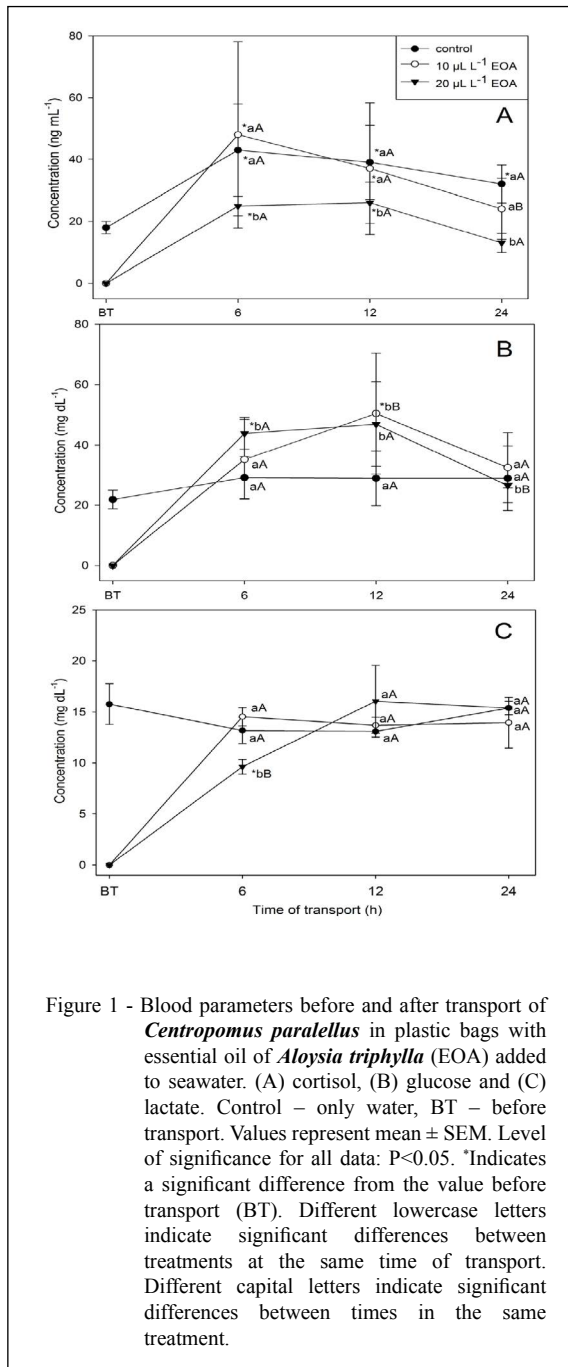 80
control
10 µL L⁻¹ EOA
20 µL L⁻¹ EOA
A
Concentration (ng mL⁻¹)
60
40
20
0
*aA
*aA
*bA
*aA
*aA
*bA
*aA
aB
bA
BT 6 12 24
80
B
Concentration (mg dL⁻¹)
60
40
20
0
*bA
aA
aA
*bB
bA
aA
aA
aA
bB
BT 6 12 24
25
C
Concentration (mg dL⁻¹)
20
15
10
5
0
aA
aA
*bB
aA
aA
aA
aA
aA
aA
BT 6 12 24
Time of transport (h)
Figure 1 - Blood parameters before and after transport of
Centropomus paralellus in plastic bags with
essential oil of Aloysia triphylla (EOA) added
to seawater. (A) cortisol, (B) glucose and (C)
lactate. Control – only water, BT – before
transport. Values represent mean ± SEM. Level
of significance for all data: P<0.05. *Indicates
a significant difference from the value before
transport (BT). Different lowercase letters
indicate significant differences between
treatments at the same time of transport.
Different capital letters indicate significant
differences between times in the same
treatment.